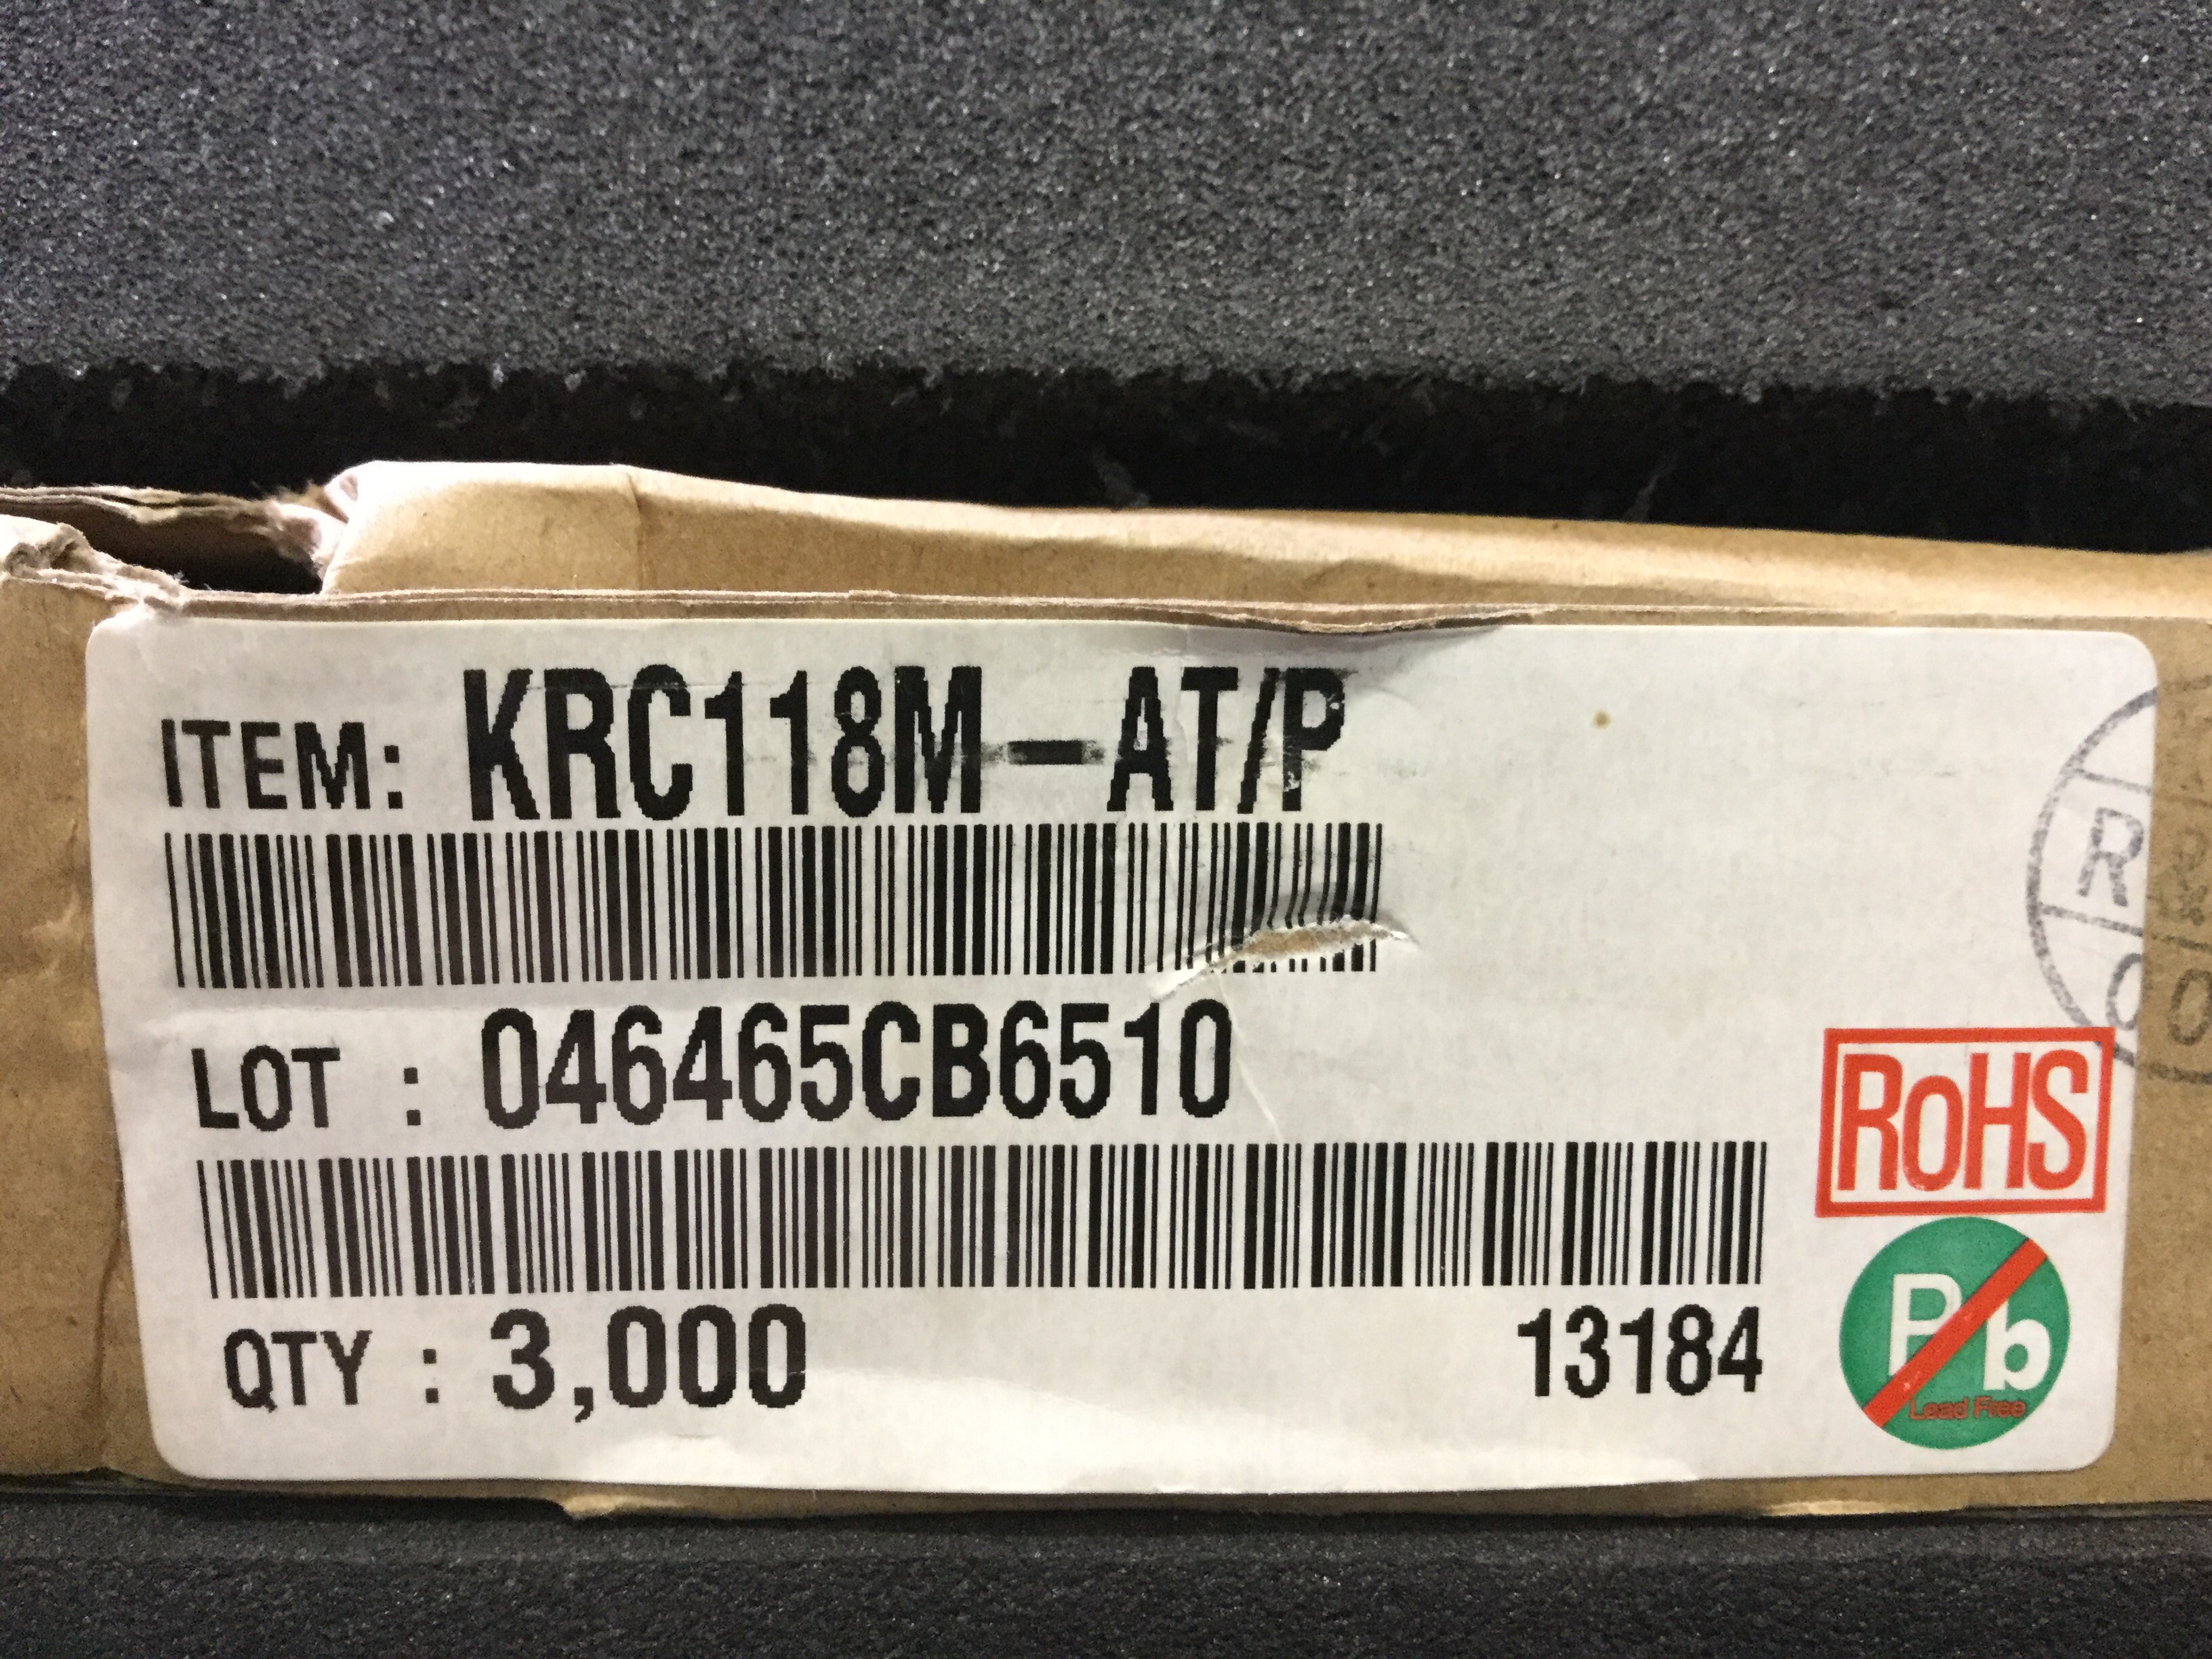 ITEM: KRC118M-AT/P
LOT : 046465CB6510
QTY : 3,000 13184
RoHS
Pb
Lead Free
R